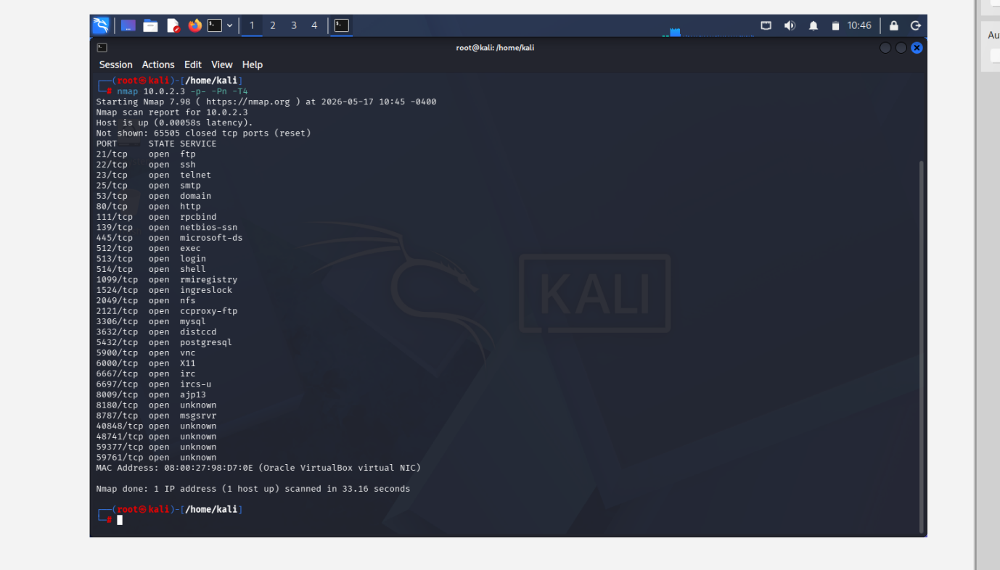 1 2 3 4 10:46
Au
root@kali: /home/kali
Session Actions Edit View Help
┌──(root㉿kali)-[/home/kali]
└─# nmap 10.0.2.3 -p- -Pn -T4
Starting Nmap 7.98 ( https://nmap.org ) at 2026-05-17 10:45 -0400
Nmap scan report for 10.0.2.3
Host is up (0.00058s latency).
Not shown: 65505 closed tcp ports (reset)
PORT      STATE SERVICE
21/tcp    open  ftp
22/tcp    open  ssh
23/tcp    open  telnet
25/tcp    open  smtp
53/tcp    open  domain
80/tcp    open  http
111/tcp   open  rpcbind
139/tcp   open  netbios-ssn
445/tcp   open  microsoft-ds
512/tcp   open  exec
513/tcp   open  login
514/tcp   open  shell
1099/tcp  open  rmiregistry
1524/tcp  open  ingreslock
2049/tcp  open  nfs
2121/tcp  open  ccproxy-ftp
3306/tcp  open  mysql
3632/tcp  open  distccd
5432/tcp  open  postgresql
5900/tcp  open  vnc
6000/tcp  open  X11
6667/tcp  open  irc
6697/tcp  open  ircs-u
8009/tcp  open  ajp13
8180/tcp  open  unknown
8787/tcp  open  msgsrvr
40848/tcp open  unknown
48741/tcp open  unknown
59377/tcp open  unknown
59761/tcp open  unknown
MAC Address: 08:00:27:98:D7:0E (Oracle VirtualBox virtual NIC)
Nmap done: 1 IP address (1 host up) scanned in 33.16 seconds
┌──(root㉿kali)-[/home/kali]
└─#
KALI